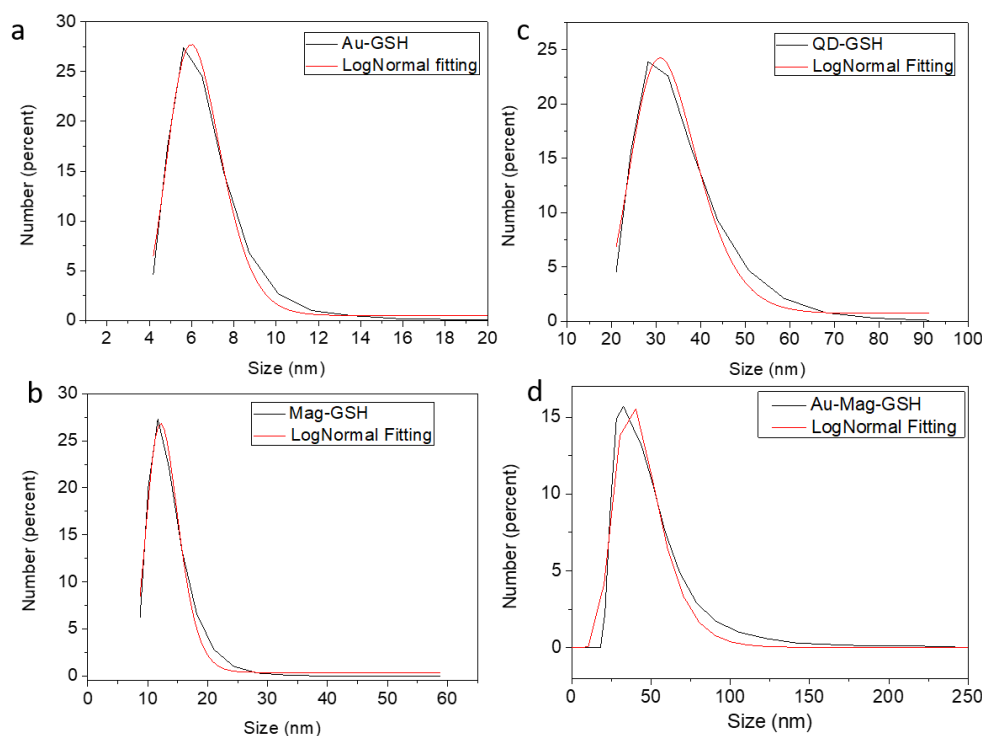 a
30
25
20
15
10
5
0
Number (percent)
Au-GSH
LogNormal fitting
2 4 6 8 10 12 14 16 18 20
Size (nm)
c
25
20
15
10
5
0
Number (percent)
QD-GSH
LogNormal Fitting
10 20 30 40 50 60 70 80 90 100
Size (nm)
b
30
25
20
15
10
5
0
Number (percent)
Mag-GSH
LogNormal Fitting
0 10 20 30 40 50 60
Size (nm)
d
15
10
5
0
Number (percent)
Au-Mag-GSH
LogNormal Fitting
0 50 100 150 200 250
Size (nm)